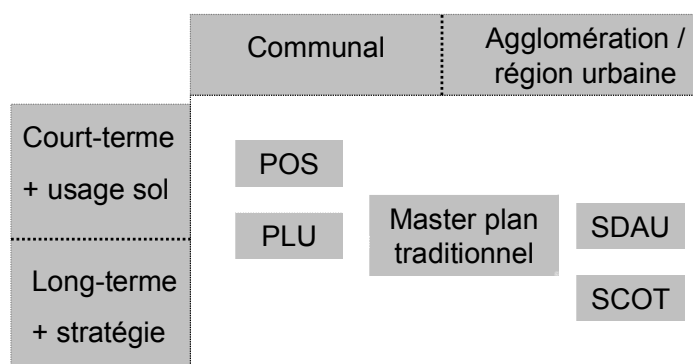 Communal
Agglomération /
région urbaine
Court-terme
+ usage sol
POS
PLU
Master plan
traditionnel
SDAU
Long-terme
+ stratégie
SCOT